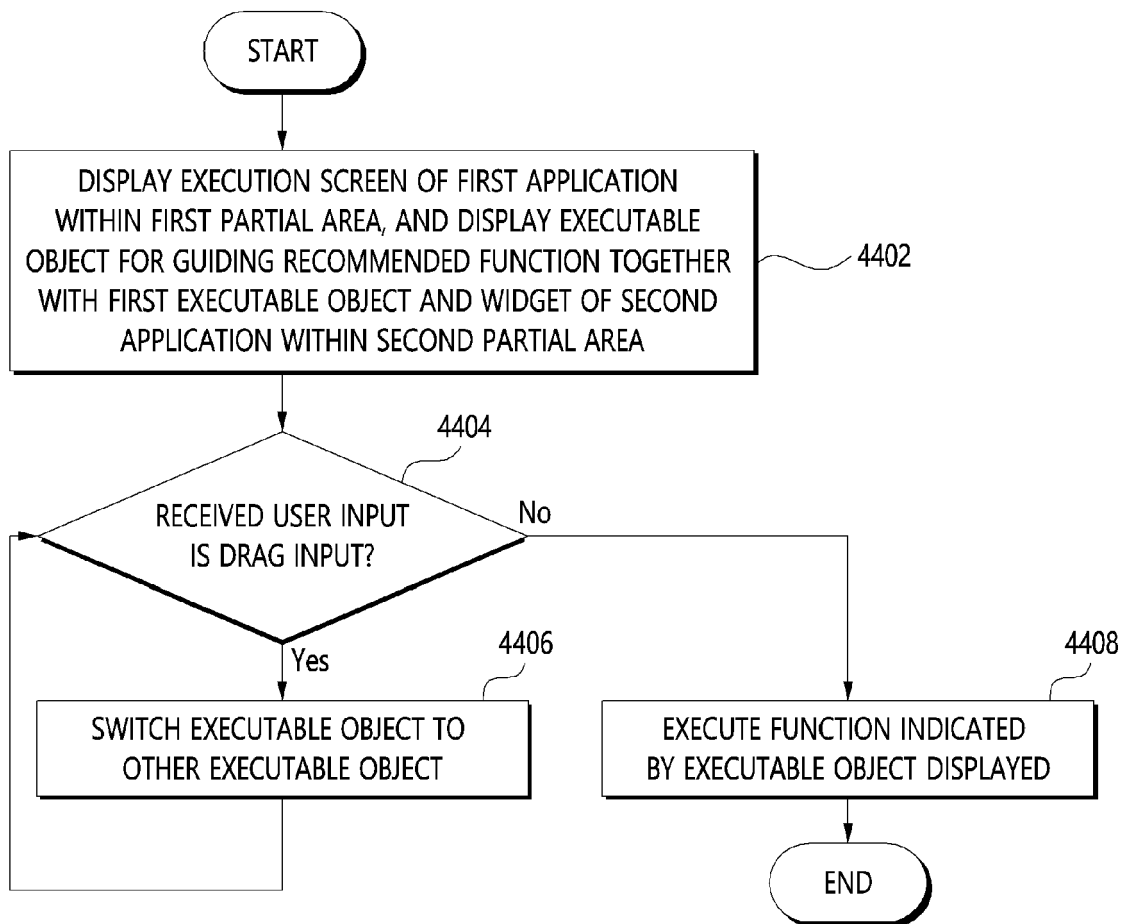 START
DISPLAY EXECUTION SCREEN OF FIRST APPLICATION
WITHIN FIRST PARTIAL AREA, AND DISPLAY EXECUTABLE
OBJECT FOR GUIDING RECOMMENDED FUNCTION TOGETHER
WITH FIRST EXECUTABLE OBJECT AND WIDGET OF SECOND
APPLICATION WITHIN SECOND PARTIAL AREA
4402
4404
RECEIVED USER INPUT
IS DRAG INPUT?
No
Yes
4406
SWITCH EXECUTABLE OBJECT TO
OTHER EXECUTABLE OBJECT
4408
EXECUTE FUNCTION INDICATED
BY EXECUTABLE OBJECT DISPLAYED
END